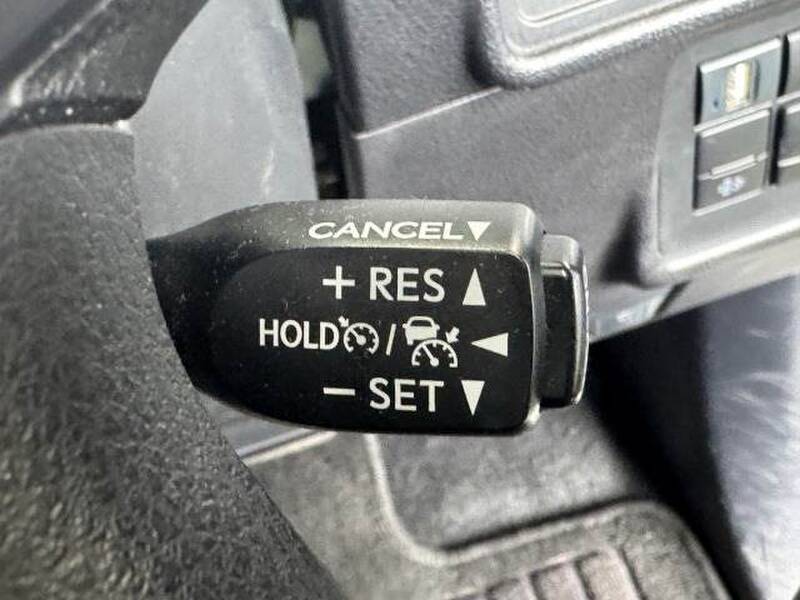 CANCEL▼
+ RES ▲
HOLD / ◀
− SET ▼